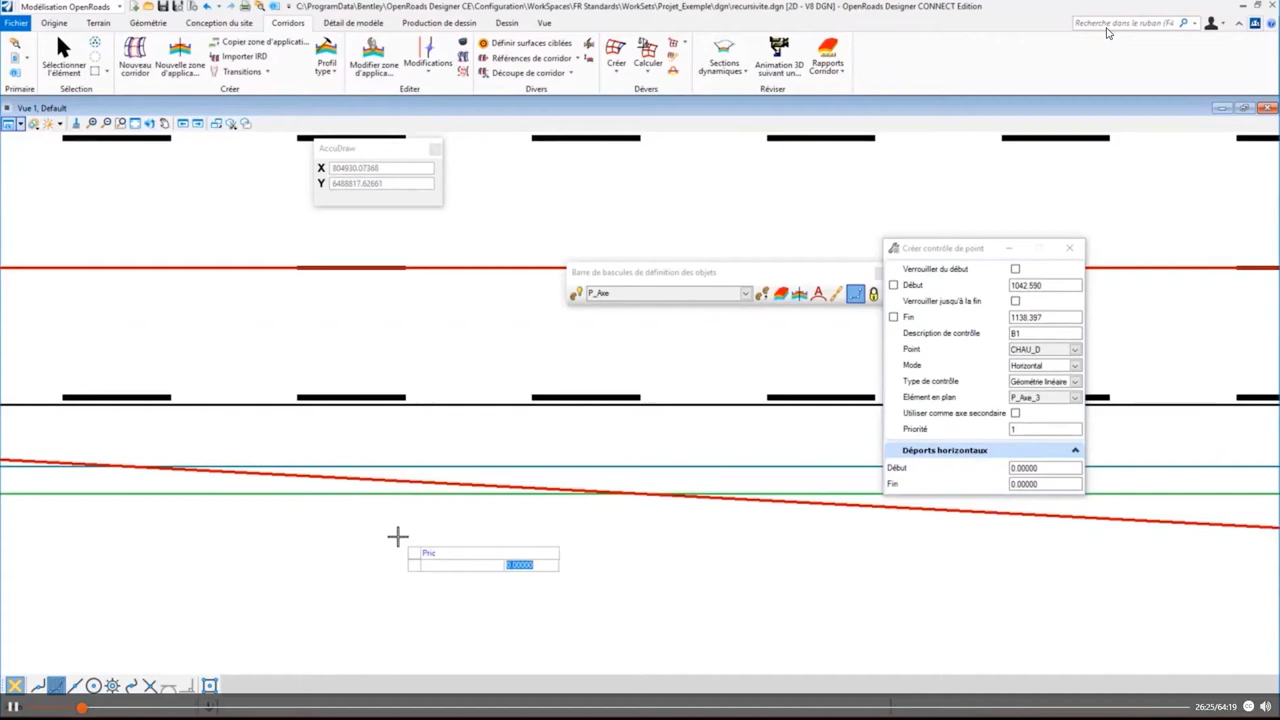 Modélisation OpenRoads
C:\ProgramData\Bentley\OpenRoads Designer CE\Configuration\WorkSpaces\FR Standards\WorkSets\Projet_Exemple\dgn\recursivite.dgn [2D - V8 DGN] - OpenRoads Designer CONNECT Edition
Fichier Origine Terrain Géométrie Conception du site Corridors Détail de modèle Production de dessin Dessin Vue Collaborer
Recherche dans le ruban (F4
Sélectionner l'élément
Nouveau corridor
Nouvelle zone d'applica...
Copier zone d'applicati...
Importer IRD
Transitions
Profil type
Modifier zone d'applica...
Modifications
Définir surfaces ciblées
Références de corridor
Découpe de corridor
Créer
Calculer
Sections dynamiques
Animation 3D suivant un...
Rapports Corridor
Primaire Sélection Créer Editer Divers Dévers Réviser
Vue 1, Default
AccuDraw
X 804930.07368
Y 6488817.62661
Barre de bascules de définition des objets
P_Axe
Créer contrôle de point
Verrouiller du début
Début 1042.590
Verrouiller jusqu'à la fin
Fin 1138.397
Description de contrôle B1
Point CHAU_D
Mode Horizontal
Type de contrôle Géométrie linéaire
Elément en plan P_Axe_3
Utiliser comme axe secondaire
Priorité 1
Déports horizontaux
Début 0.00000
Fin 0.00000
Pric
0.00000
26:25/64:19